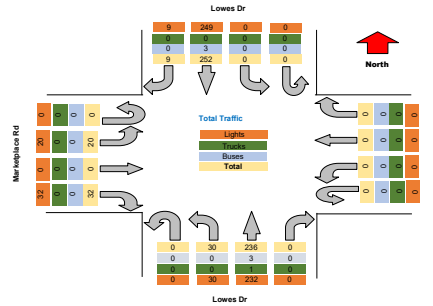 Lowes Dr
9 249 0 0
0 0 0 0
0 3 0 0
9 252 0 0
North
Marketplace Rd
0 0 0 0
20 0 0 20
0 0 0 0
32 0 0 32
Total Traffic
Lights
Trucks
Buses
Total
0 0 0 0
0 0 0 0
0 0 0 0
0 0 0 0
0 30 236 0
0 0 3 0
0 0 1 0
0 30 232 0
Lowes Dr